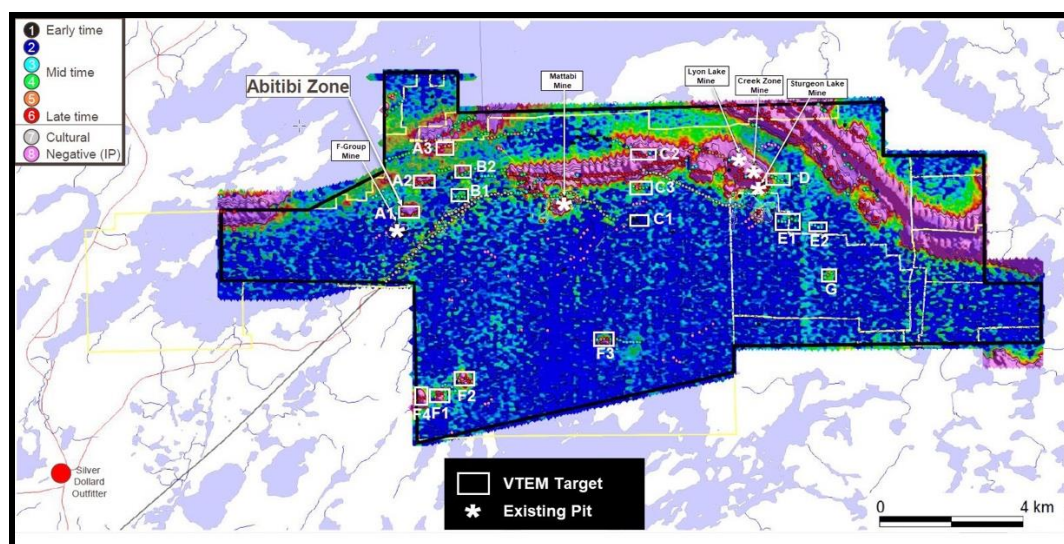 1 Early time
2
3 Mid time
4
5
6 Late time
7 Cultural
8 Negative (IP)
Abitibi Zone
F-Group
Mine
Mattabi
Mine
Lyon Lake
Mine
Creek Zone
Mine
Sturgeon Lake
Mine
A3
B2
A2
B1
A1
C2
C3
C1
D
E1
E2
G
F3
F2
F4
F1
Silver
Dollard
Outfitter
VTEM Target
* Existing Pit
0 4 km